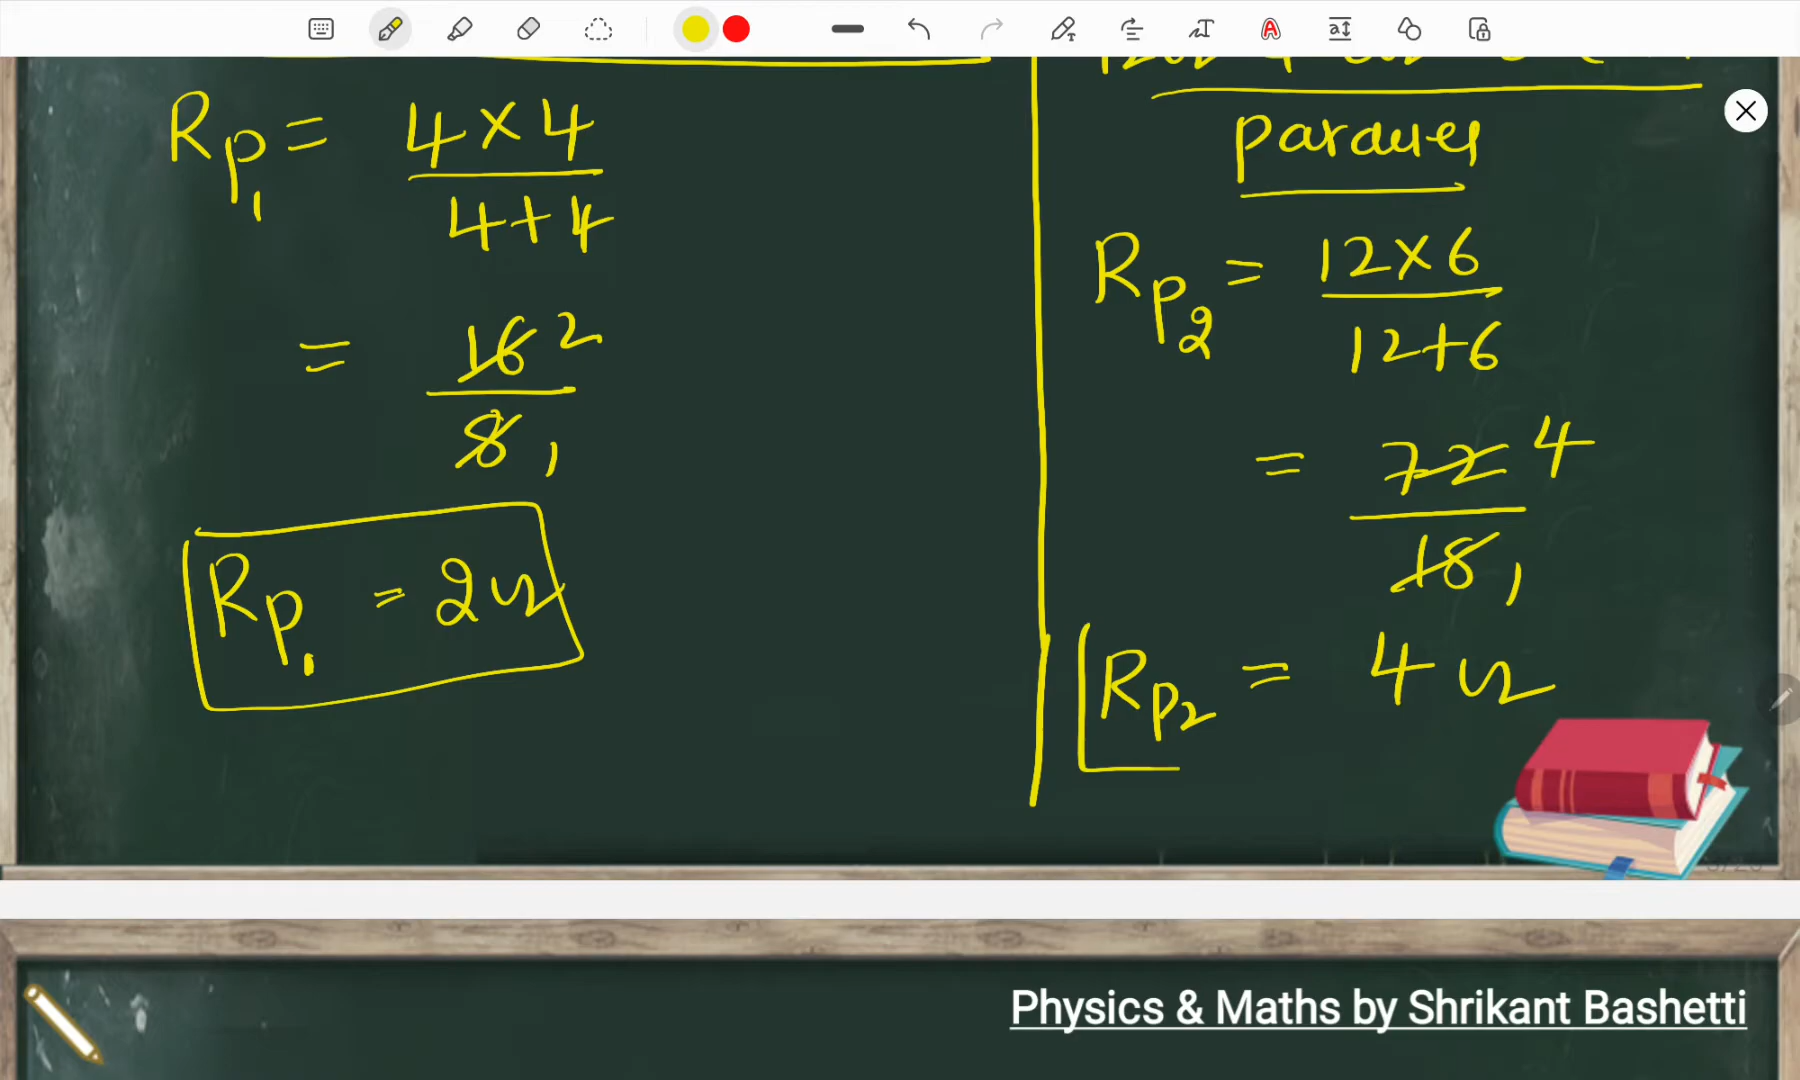 Rp₁ = 4×4 / 4+4
= 16 2 / 8 1
Rp₁ = 2Ω
parallel
Rp₂ = 12×6 / 12+6
= 72 4 / 18 1
Rp₂ = 4Ω
Physics & Maths by Shrikant Bashetti